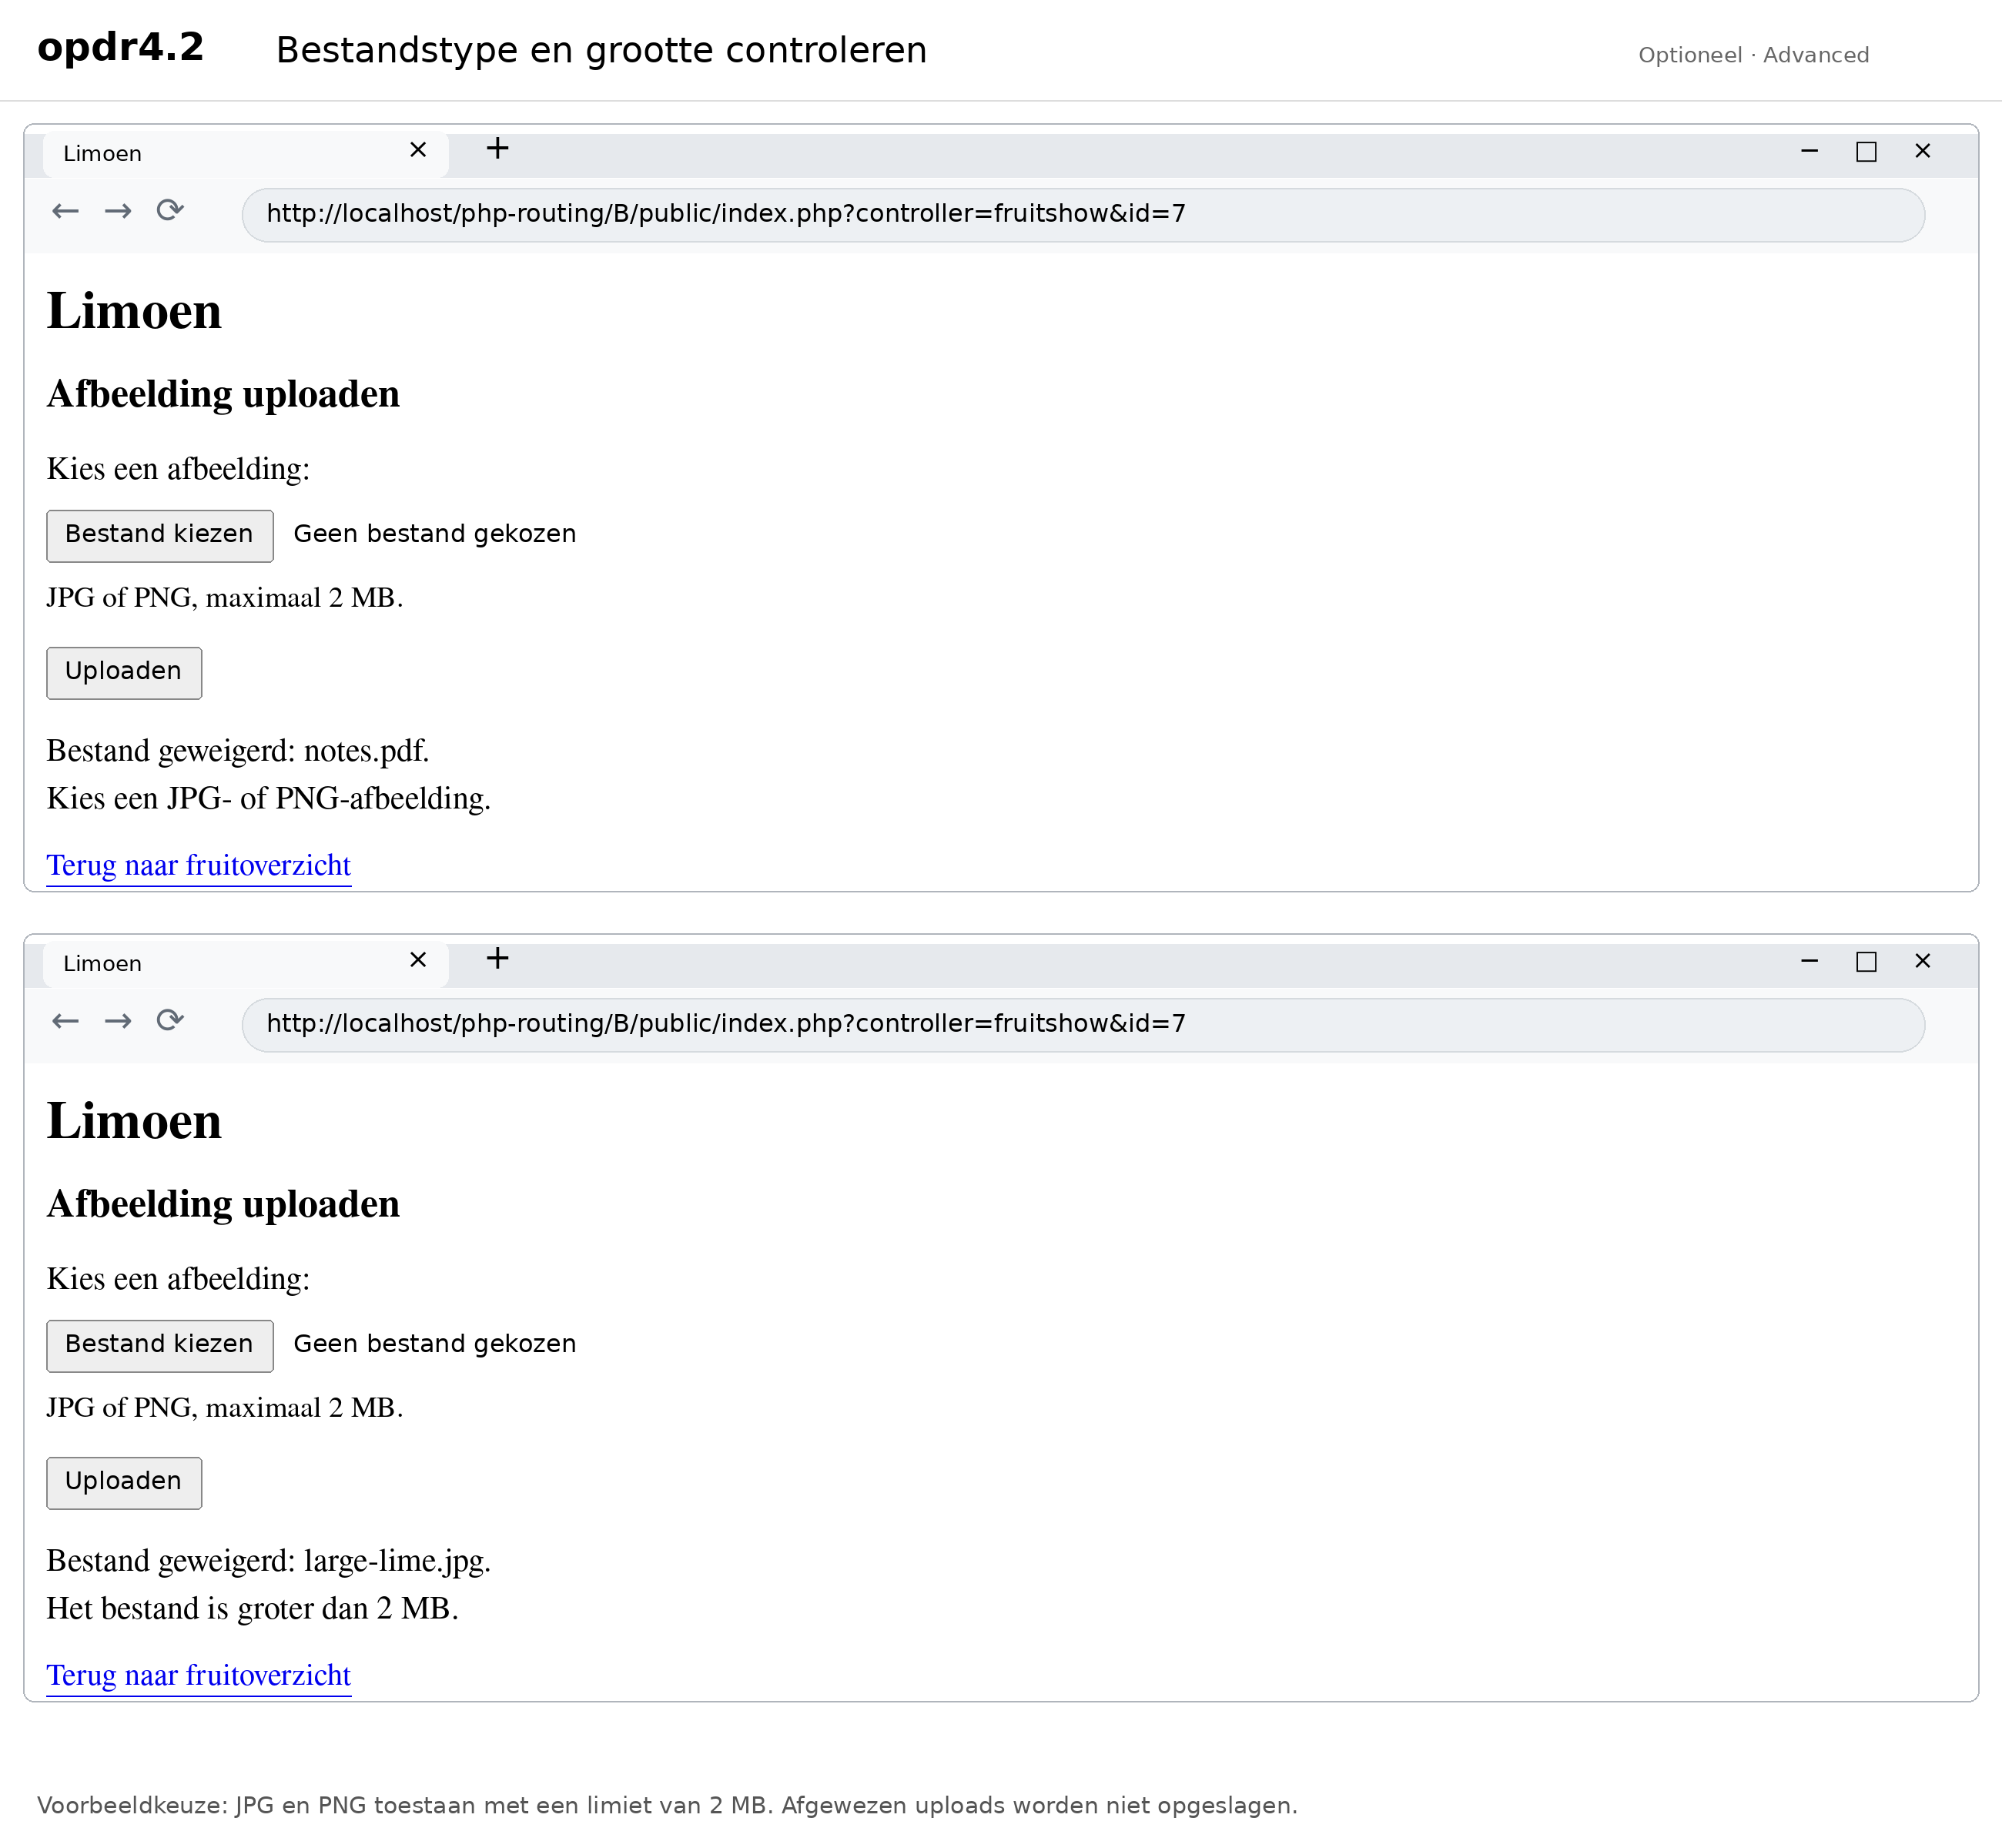 opdr4.2 Bestandstype en grootte controleren Optioneel · Advanced
Limoen
http://localhost/php-routing/B/public/index.php?controller=fruitshow&id=7
Limoen
Afbeelding uploaden
Kies een afbeelding:
Bestand kiezen Geen bestand gekozen
JPG of PNG, maximaal 2 MB.
Uploaden
Bestand geweigerd: notes.pdf.
Kies een JPG- of PNG-afbeelding.
Terug naar fruitoverzicht
Limoen
http://localhost/php-routing/B/public/index.php?controller=fruitshow&id=7
Limoen
Afbeelding uploaden
Kies een afbeelding:
Bestand kiezen Geen bestand gekozen
JPG of PNG, maximaal 2 MB.
Uploaden
Bestand geweigerd: large-lime.jpg.
Het bestand is groter dan 2 MB.
Terug naar fruitoverzicht
Voorbeeldkeuze: JPG en PNG toestaan met een limiet van 2 MB. Afgewezen uploads worden niet opgeslagen.